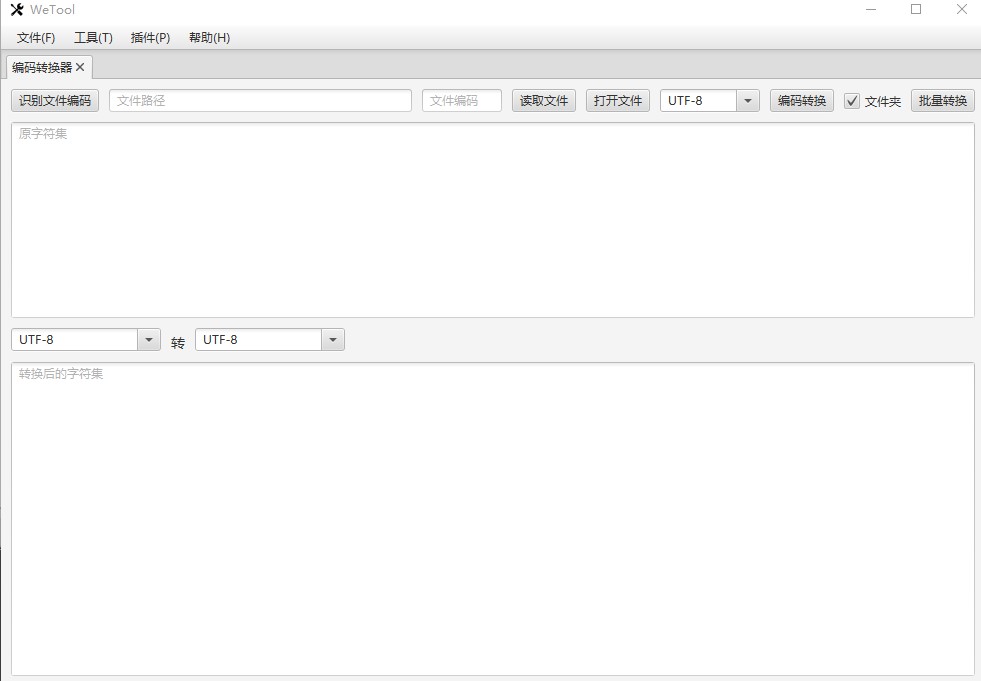 WeTool
文件(F) 工具(T) 插件(P) 帮助(H)
编码转换器
识别文件编码 文件路径 文件编码 读取文件 打开文件 UTF-8 编码转换 文件夹 批量转换
原字符集
UTF-8 转 UTF-8
转换后的字符集